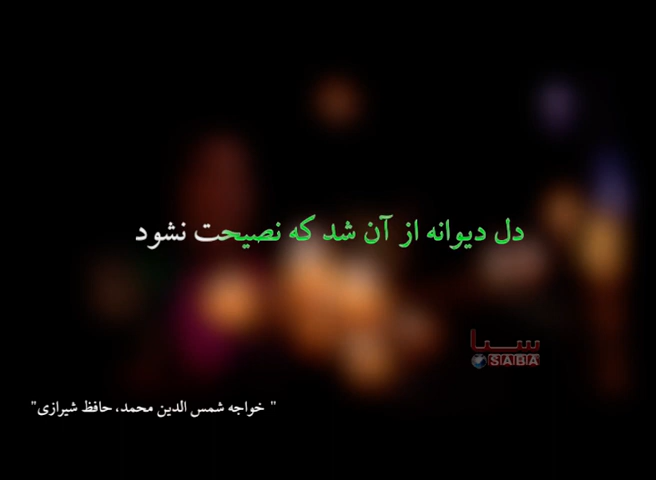 دل دیوانه از آن شد که نصیحت نشود
سبا
SABA
" خواجه شمس الدین محمد، حافظ شیرازی"